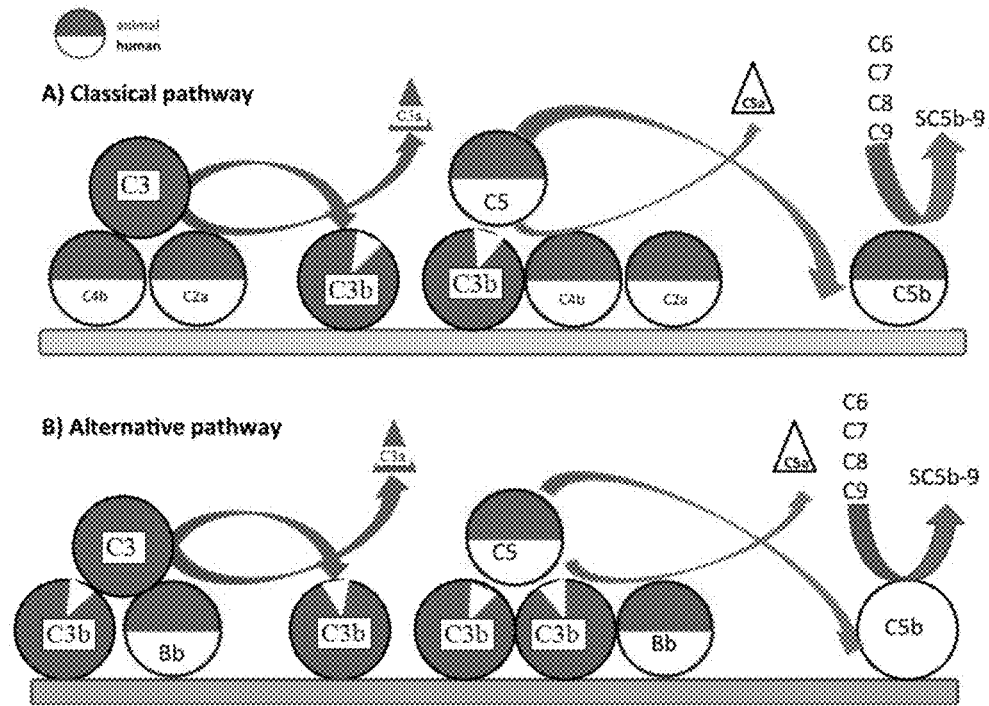 animal
human
A) Classical pathway
C3a
C5a
C6
C7
C8
C9
SC5b-9
C3
C5
C4b
C2a
C3b
C3b
C4b
C2a
C5b
B) Alternative pathway
C3a
C5a
C6
C7
C8
C9
SC5b-9
C3
C5
C3b
Bb
C3b
C3b
C3b
Bb
C5b